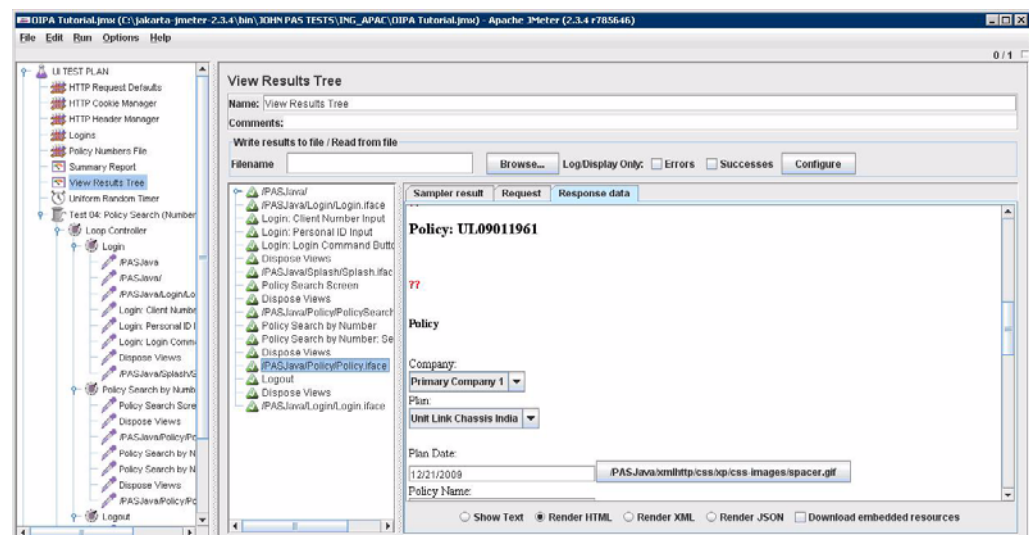 OIPA Tutorial.jmx (C:\jakarta-jmeter-2.3.4\bin\JOHN PAS TESTS\ING_APAC\OIPA Tutorial.jmx) - Apache JMeter (2.3.4 r785646)
File Edit Run Options Help
0 / 1
UI TEST PLAN
HTTP Request Defaults
HTTP Cookie Manager
HTTP Header Manager
Logins
Policy Numbers File
Summary Report
View Results Tree
Uniform Random Timer
Test 04: Policy Search (Number
Loop Controller
Login
/PASJava
/PASJava/
/PASJava/Login/Lo
Login: Client Numbe
Login: Personal ID I
Login: Login Comm
Dispose Views
/PASJava/Splash/S
Policy Search by Numb
Policy Search Scre
Dispose Views
/PASJava/Policy/Po
Policy Search by N
Policy Search by N
Dispose Views
/PASJava/Policy/Po
Logout
View Results Tree
Name: View Results Tree
Comments:
Write results to file / Read from file
Filename Browse... Log/Display Only: Errors Successes Configure
/PASJava/
/PASJava/Login/Login.iface
Login: Client Number Input
Login: Personal ID Input
Login: Login Command Butto
Dispose Views
/PASJava/Splash/Splash.ifac
Policy Search Screen
Dispose Views
/PASJava/Policy/PolicySearch
Policy Search by Number
Policy Search by Number: Se
Dispose Views
/PASJava/Policy/Policy.iface
Logout
Dispose Views
/PASJava/Login/Login.iface
Sampler result Request Response data
Policy: UL09011961
??
Policy
Company:
Primary Company 1
Plan:
Unit Link Chassis India
Plan Date:
12/21/2009 /PASJava/xmlhttp/css/xp/css-images/spacer.gif
Policy Name:
Show Text Render HTML Render XML Render JSON Download embedded resources